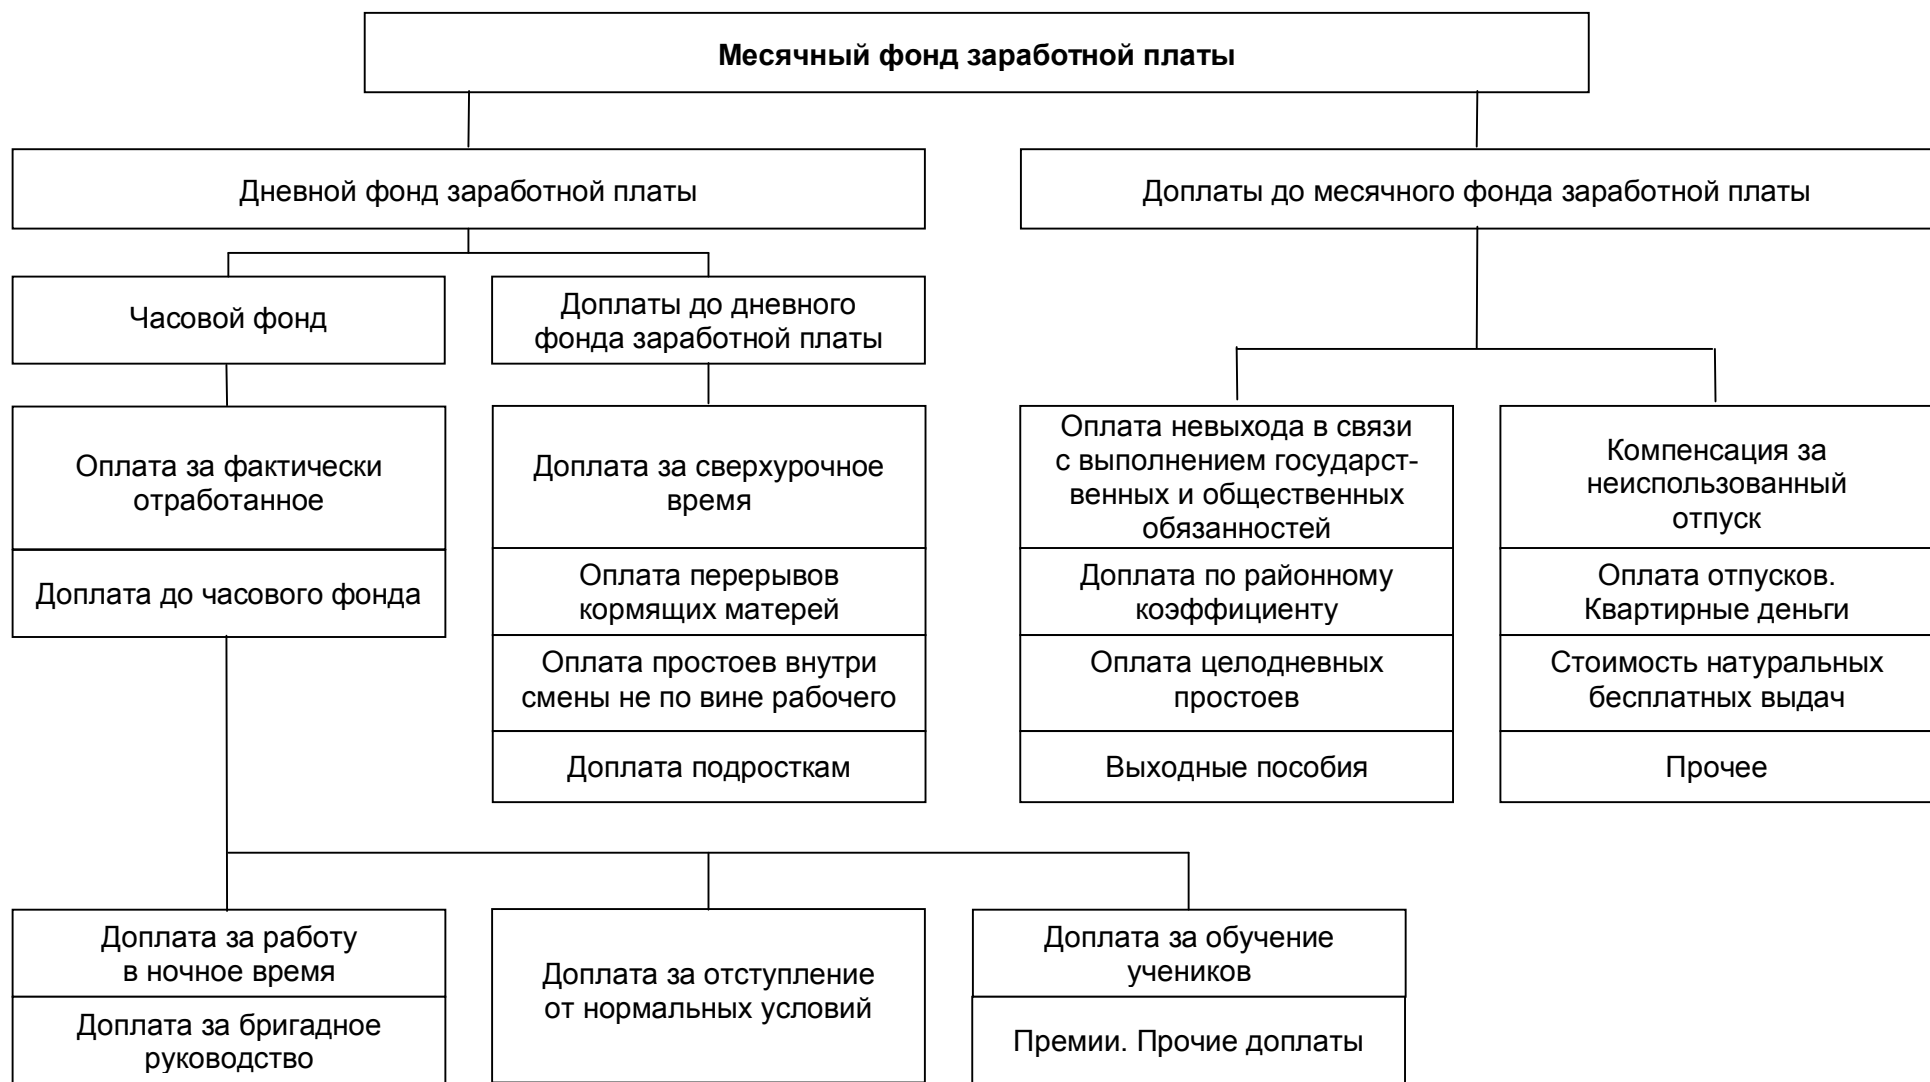 Месячный фонд заработной платы
Дневной фонд заработной платы
Доплаты до месячного фонда заработной платы
Часовой фонд
Доплаты до дневного
фонда заработной платы
Оплата за фактически
отработанное
Доплата до часового фонда
Доплата за сверхурочное
время
Оплата перерывов
кормящих матерей
Оплата простоев внутри
смены не по вине рабочего
Доплата подросткам
Оплата невыхода в связи
с выполнением государст-
венных и общественных
обязанностей
Доплата по районному
коэффициенту
Оплата целодневных
простоев
Выходные пособия
Компенсация за
неиспользованный
отпуск
Оплата отпусков.
Квартирные деньги
Стоимость натуральных
бесплатных выдач
Прочее
Доплата за работу
в ночное время
Доплата за бригадное
руководство
Доплата за отступление
от нормальных условий
Доплата за обучение
учеников
Премии. Прочие доплаты